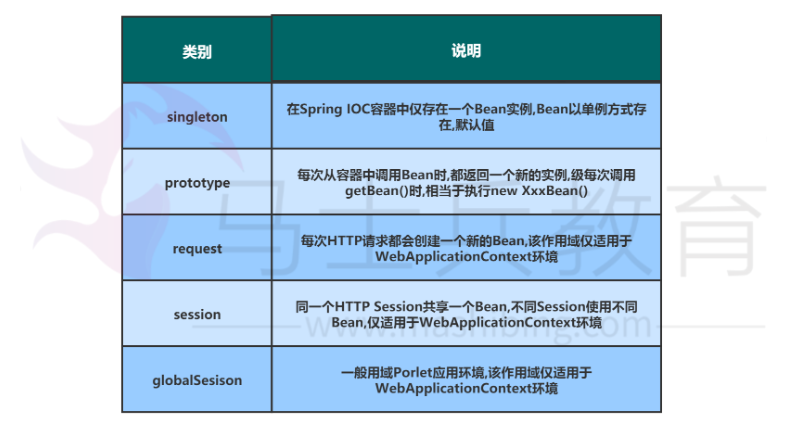 类别
说明
singleton
在Spring IOC容器中仅存在一个Bean实例,Bean以单例方式存
在,默认值
prototype
每次从容器中调用Bean时,都返回一个新的实例,级每次调用
getBean()时,相当于执行new XxxBean()
request
每次HTTP请求都会创建一个新的Bean,该作用域仅适用于
WebApplicationContext环境
session
同一个HTTP Session共享一个Bean,不同Session使用不同
Bean,仅适用于WebApplicationContext环境
globalSesison
一般用域Porlet应用环境,该作用域仅适用于
WebApplicationContext环境
马士兵教育
www.mashibing.com